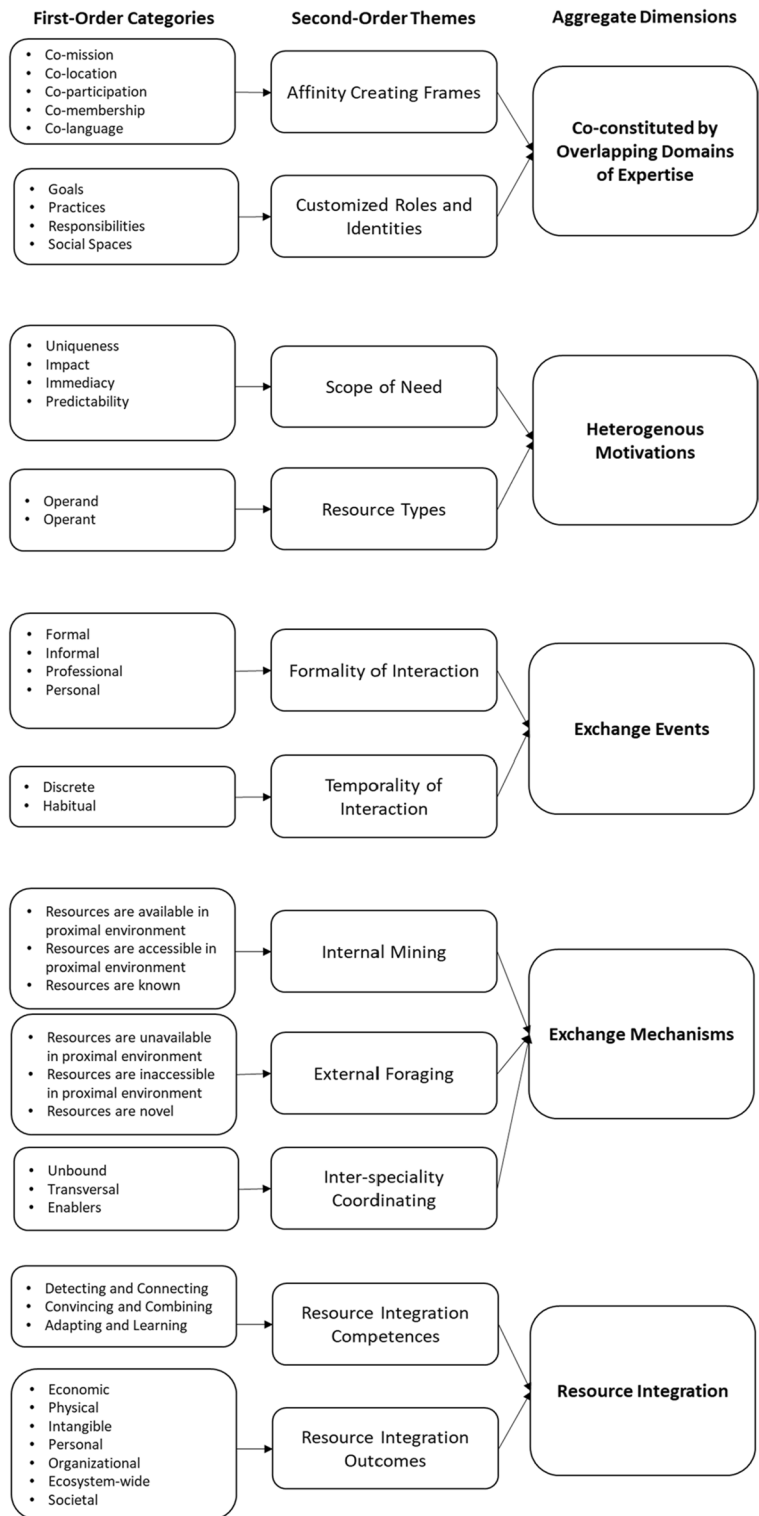 First-Order Categories
Second-Order Themes
Aggregate Dimensions
• Co-mission
• Co-location
• Co-participation
• Co-membership
• Co-language
Affinity Creating Frames
Co-constituted by
Overlapping Domains
of Expertise
• Goals
• Practices
• Responsibilities
• Social Spaces
Customized Roles and
Identities
• Uniqueness
• Impact
• Immediacy
• Predictability
Scope of Need
Heterogenous
Motivations
• Operand
• Operant
Resource Types
• Formal
• Informal
• Professional
• Personal
Formality of Interaction
Exchange Events
• Discrete
• Habitual
Temporality of
Interaction
• Resources are available in
proximal environment
• Resources are accessible in
proximal environment
• Resources are known
Internal Mining
Exchange Mechanisms
• Resources are unavailable
in proximal environment
• Resources are inaccessible
in proximal environment
• Resources are novel
External Foraging
• Unbound
• Transversal
• Enablers
Inter-speciality
Coordinating
• Detecting and Connecting
• Convincing and Combining
• Adapting and Learning
Resource Integration
Competences
Resource Integration
• Economic
• Physical
• Intangible
• Personal
• Organizational
• Ecosystem-wide
• Societal
Resource Integration
Outcomes